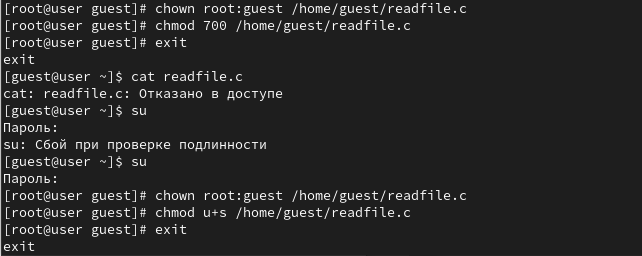 [root@user guest]# chown root:guest /home/guest/readfile.c
[root@user guest]# chmod 700 /home/guest/readfile.c
[root@user guest]# exit
exit
[guest@user ~]$ cat readfile.c
cat: readfile.c: Отказано в доступе
[guest@user ~]$ su
Пароль:
su: Сбой при проверке подлинности
[guest@user ~]$ su
Пароль:
[root@user guest]# chown root:guest /home/guest/readfile.c
[root@user guest]# chmod u+s /home/guest/readfile.c
[root@user guest]# exit
exit